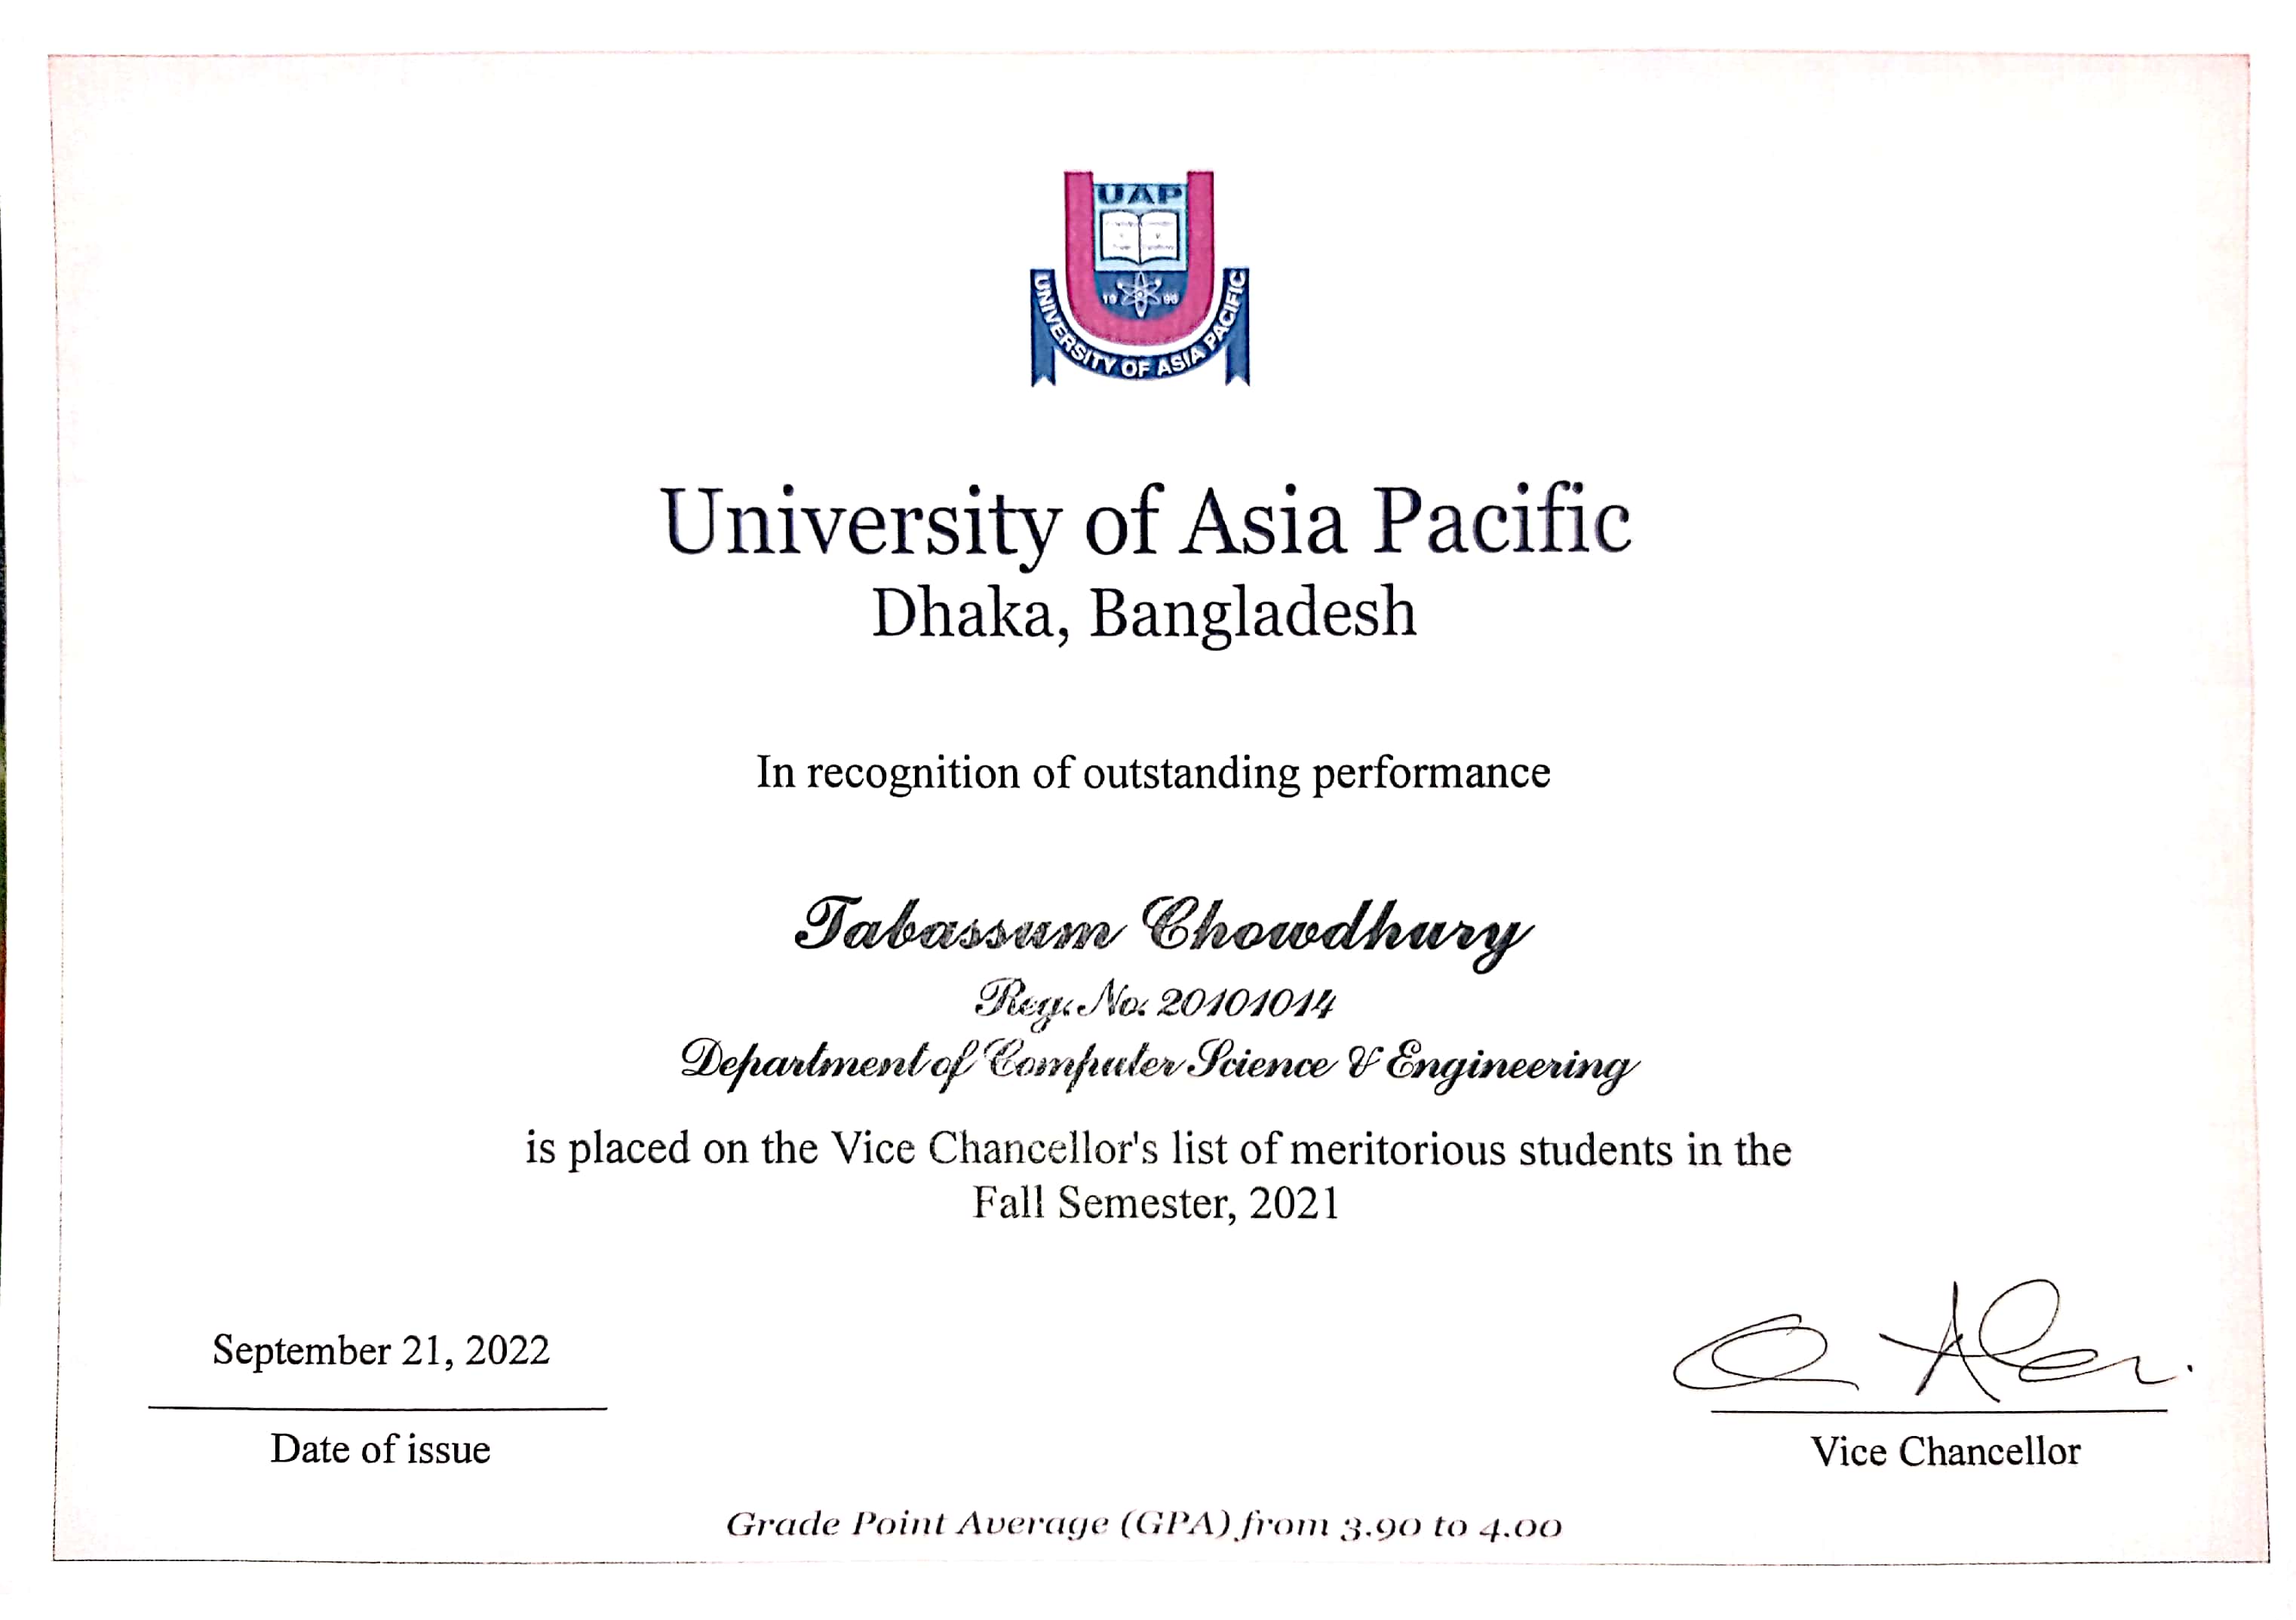 UAP
19 96
UNIVERSITY OF ASIA PACIFIC
University of Asia Pacific
Dhaka, Bangladesh
In recognition of outstanding performance
Tabassum Chowdhury
Reg. No. 20101014
Department of Computer Science & Engineering
is placed on the Vice Chancellor's list of meritorious students in the
Fall Semester, 2021
September 21, 2022
Date of issue
Vice Chancellor
Grade Point Average (GPA) from 3.90 to 4.00